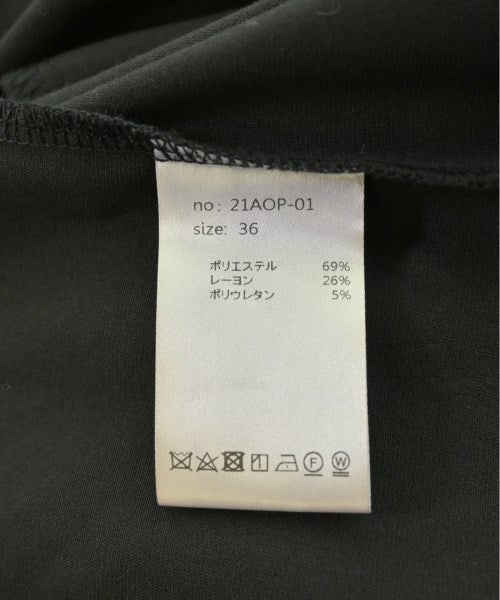 no: 21AOP-01
size: 36
ポリエステル 69%
レーヨン 26%
ポリウレタン 5%
F W